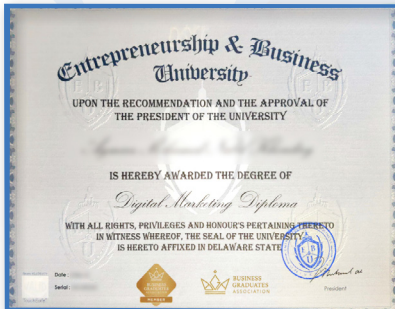 Entrepreneurship & Business
University
UPON THE RECOMMENDATION AND THE APPROVAL OF
THE PRESIDENT OF THE UNIVERSITY
IS HEREBY AWARDED THE DEGREE OF
Digital Marketing Diploma
WITH ALL RIGHTS, PRIVILEGES AND HONOUR'S PERTAINING THERETO
IN WITNESS WHEREOF, THE SEAL OF THE UNIVERSITY
IS HERETO AFFIXED IN DELAWARE STATE
Date :
Serial :
BUSINESS
GRADUATES
ASSOCIATION
President